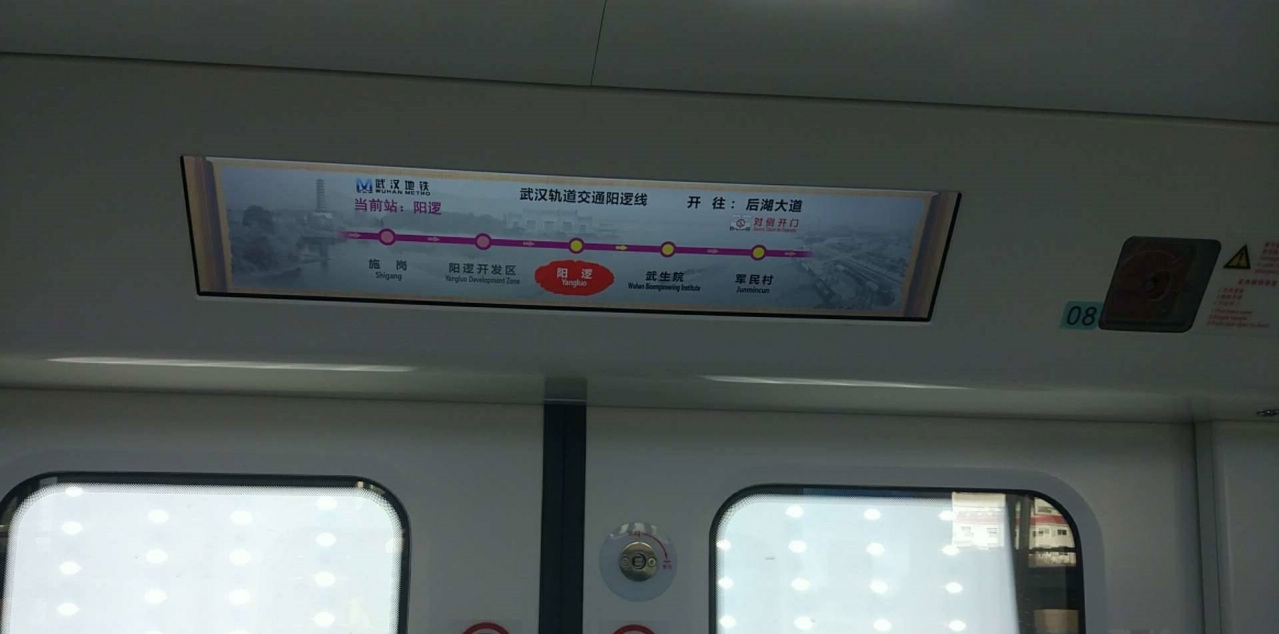 武汉地铁
WUHAN METRO
武汉轨道交通阳逻线
开 往： 后湖大道
当前站：阳逻
对侧开门
施 岗
Shigang
阳逻开发区
Yangluo Development Zone
阳 逻
Yangluo
武生院
Wuhan Bioengineering Institute
军民村
Junmincun
08